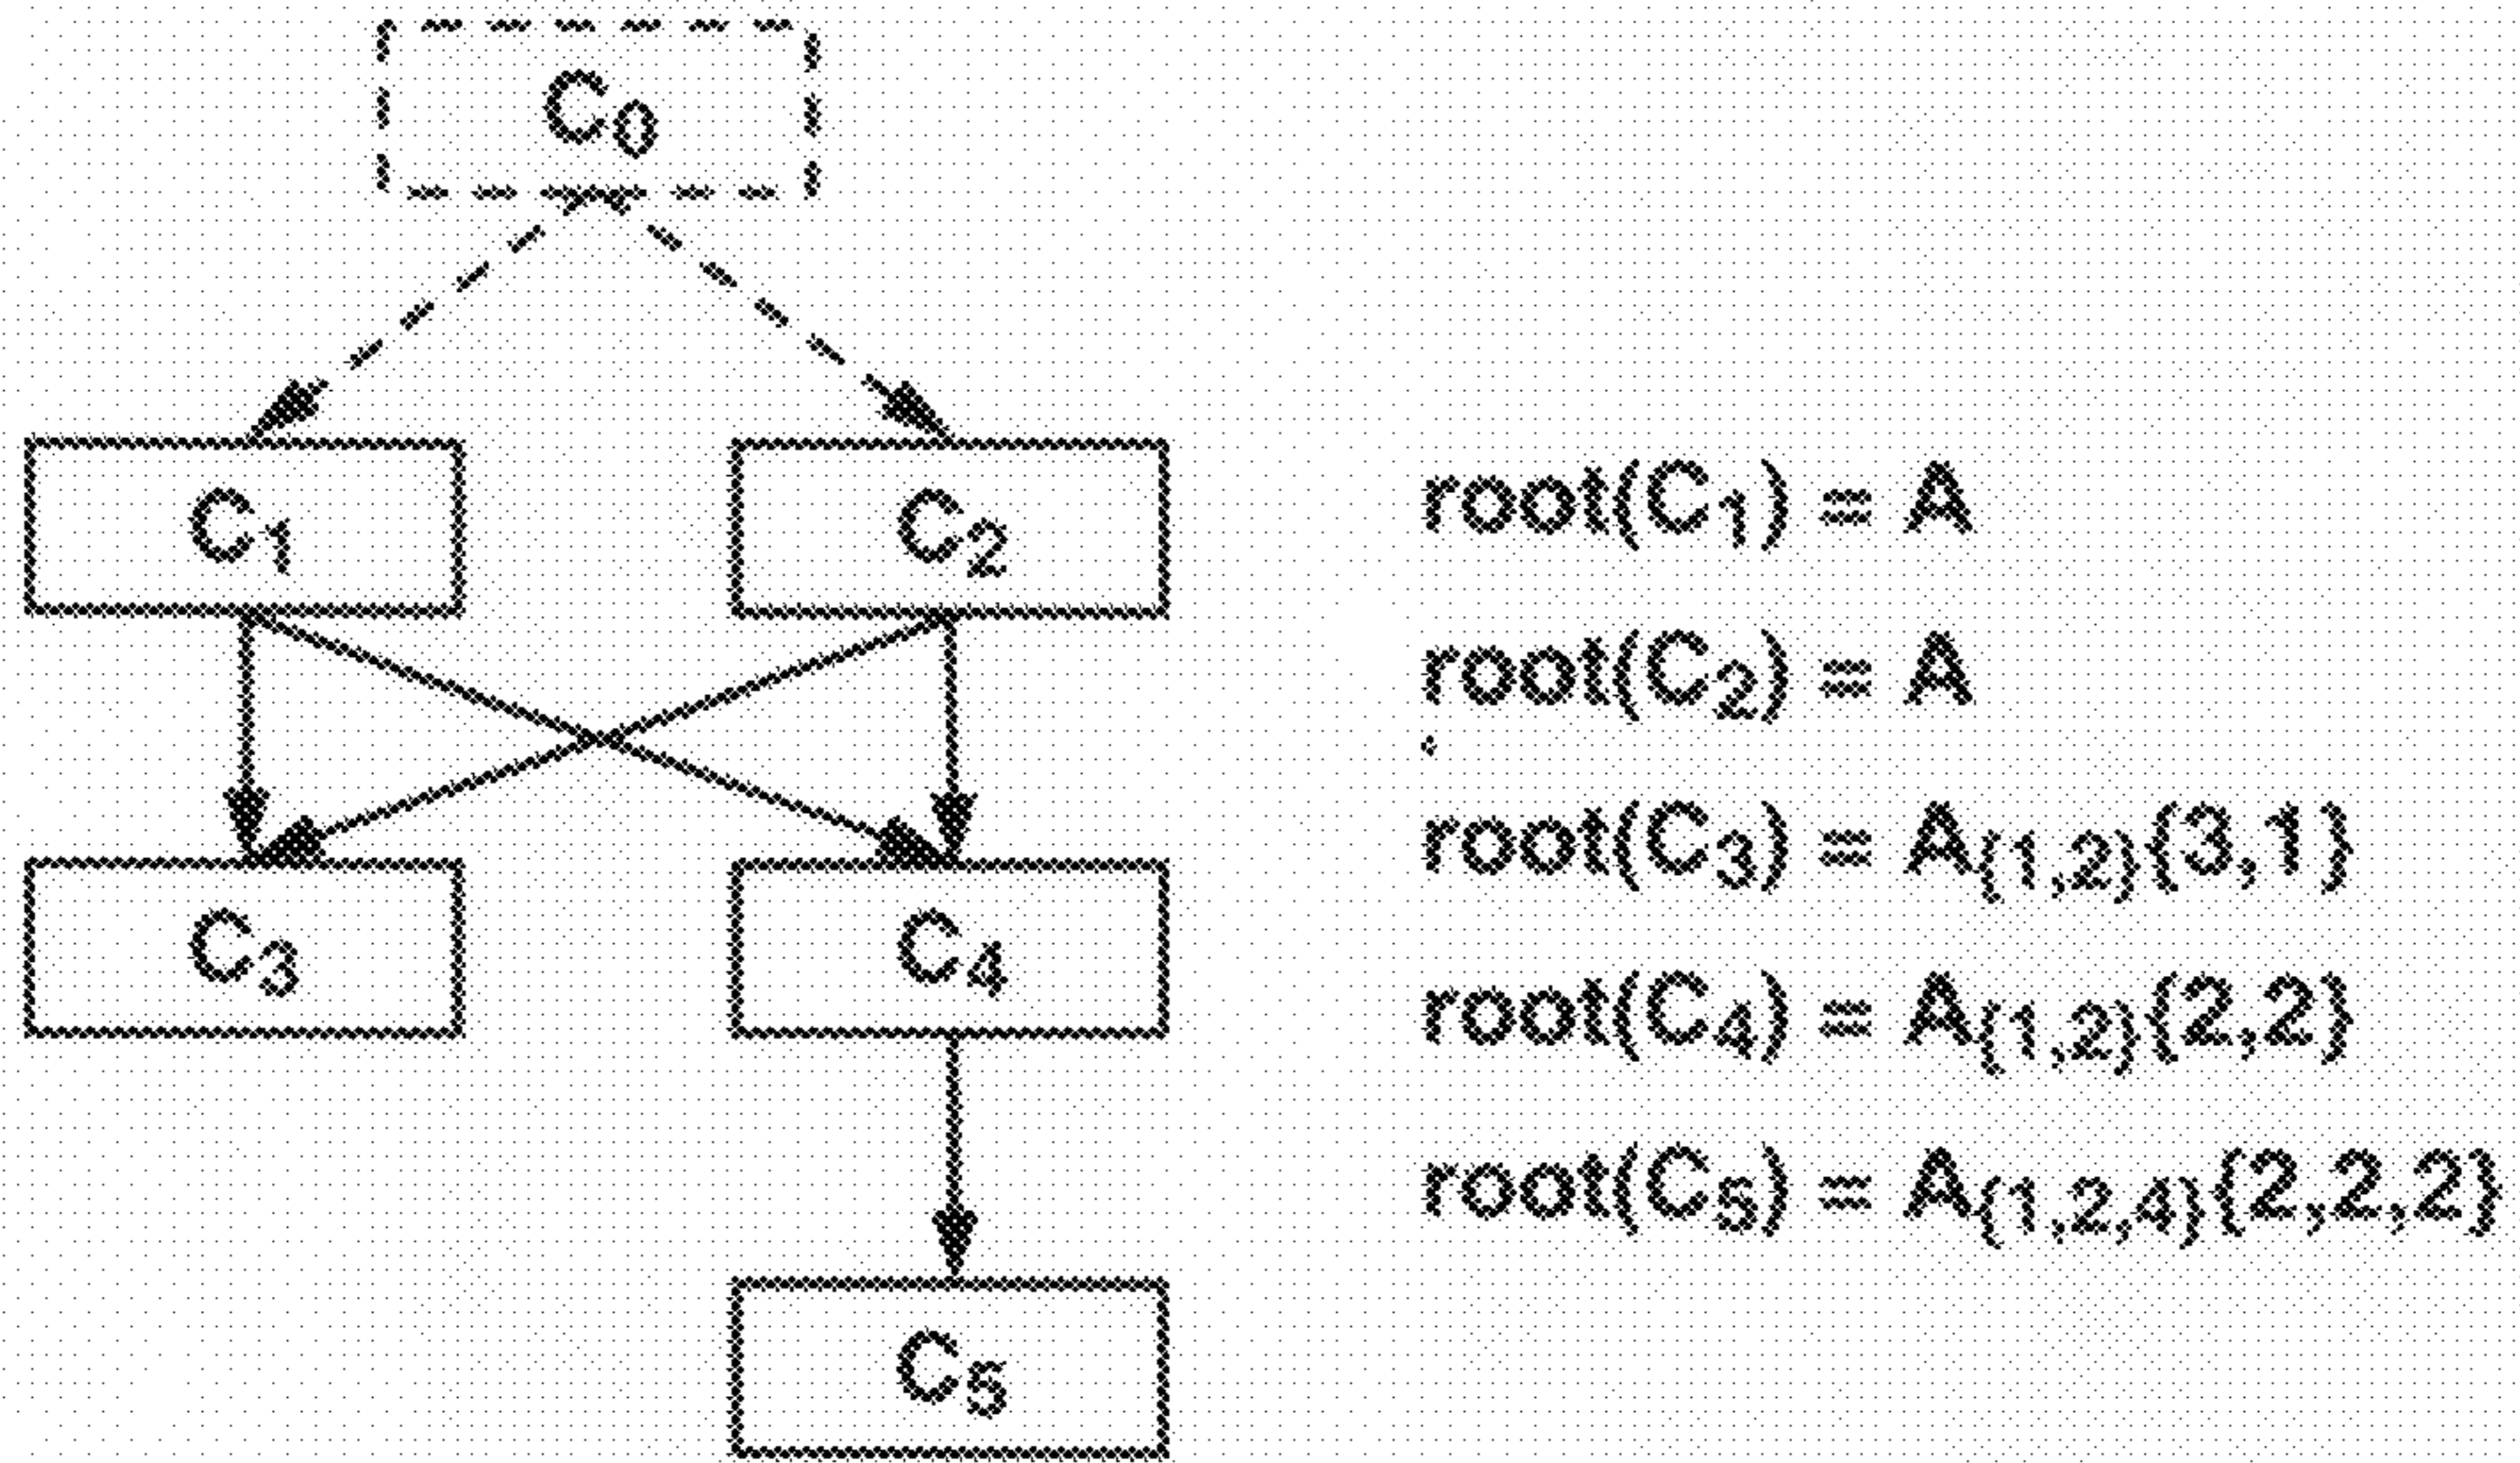 C₀
C₁
C₂
root(C₁) = A
root(C₂) = A
root(C₃) = A{1,2}{3,1}
C₃
C₄
root(C₄) = A{1,2}{2,2}
root(C₅) = A{1,2,4}{2,2,2}
C₅